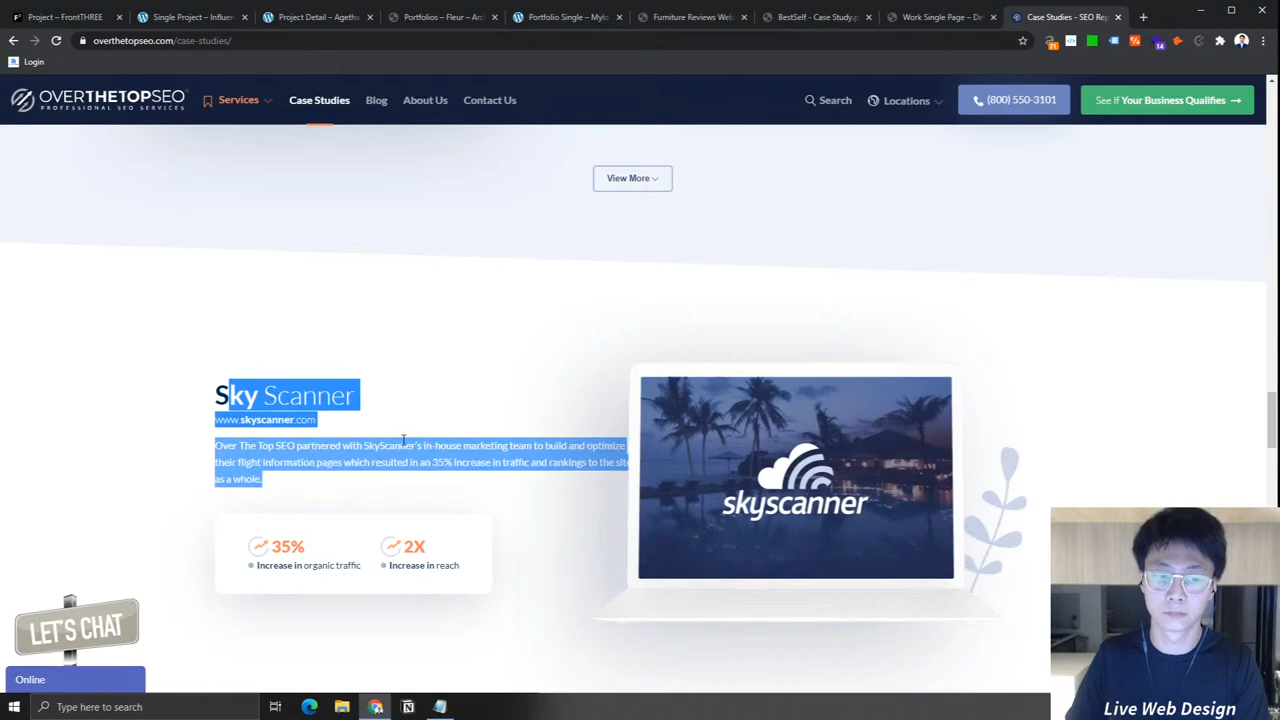 Project – FrontTHREE
Single Project – Influen
Project Detail – Agetha
Portfolios – Fleur – Arc
Portfolio Single – Mylo
Furniture Reviews Web
BestSelf - Case Study.p
Work Single Page – De
Case Studies - SEO Rep
overthetopseo.com/case-studies/
71
14
Login
OVERTHETOPSEO
PROFESSIONAL SEO SERVICES
Services
Case Studies
Blog
About Us
Contact Us
Search
Locations
(800) 550-3101
See If Your Business Qualifies →
View More
Sky Scanner
www.skyscanner.com
Over The Top SEO partnered with SkyScanner's in-house marketing team to build and optimize
their flight information pages which resulted in an 35% increase in traffic and rankings to the site
as a whole.
skyscanner
35%
Increase in organic traffic
2X
Increase in reach
LET'S CHAT
Online
Type here to search
Live Web Design